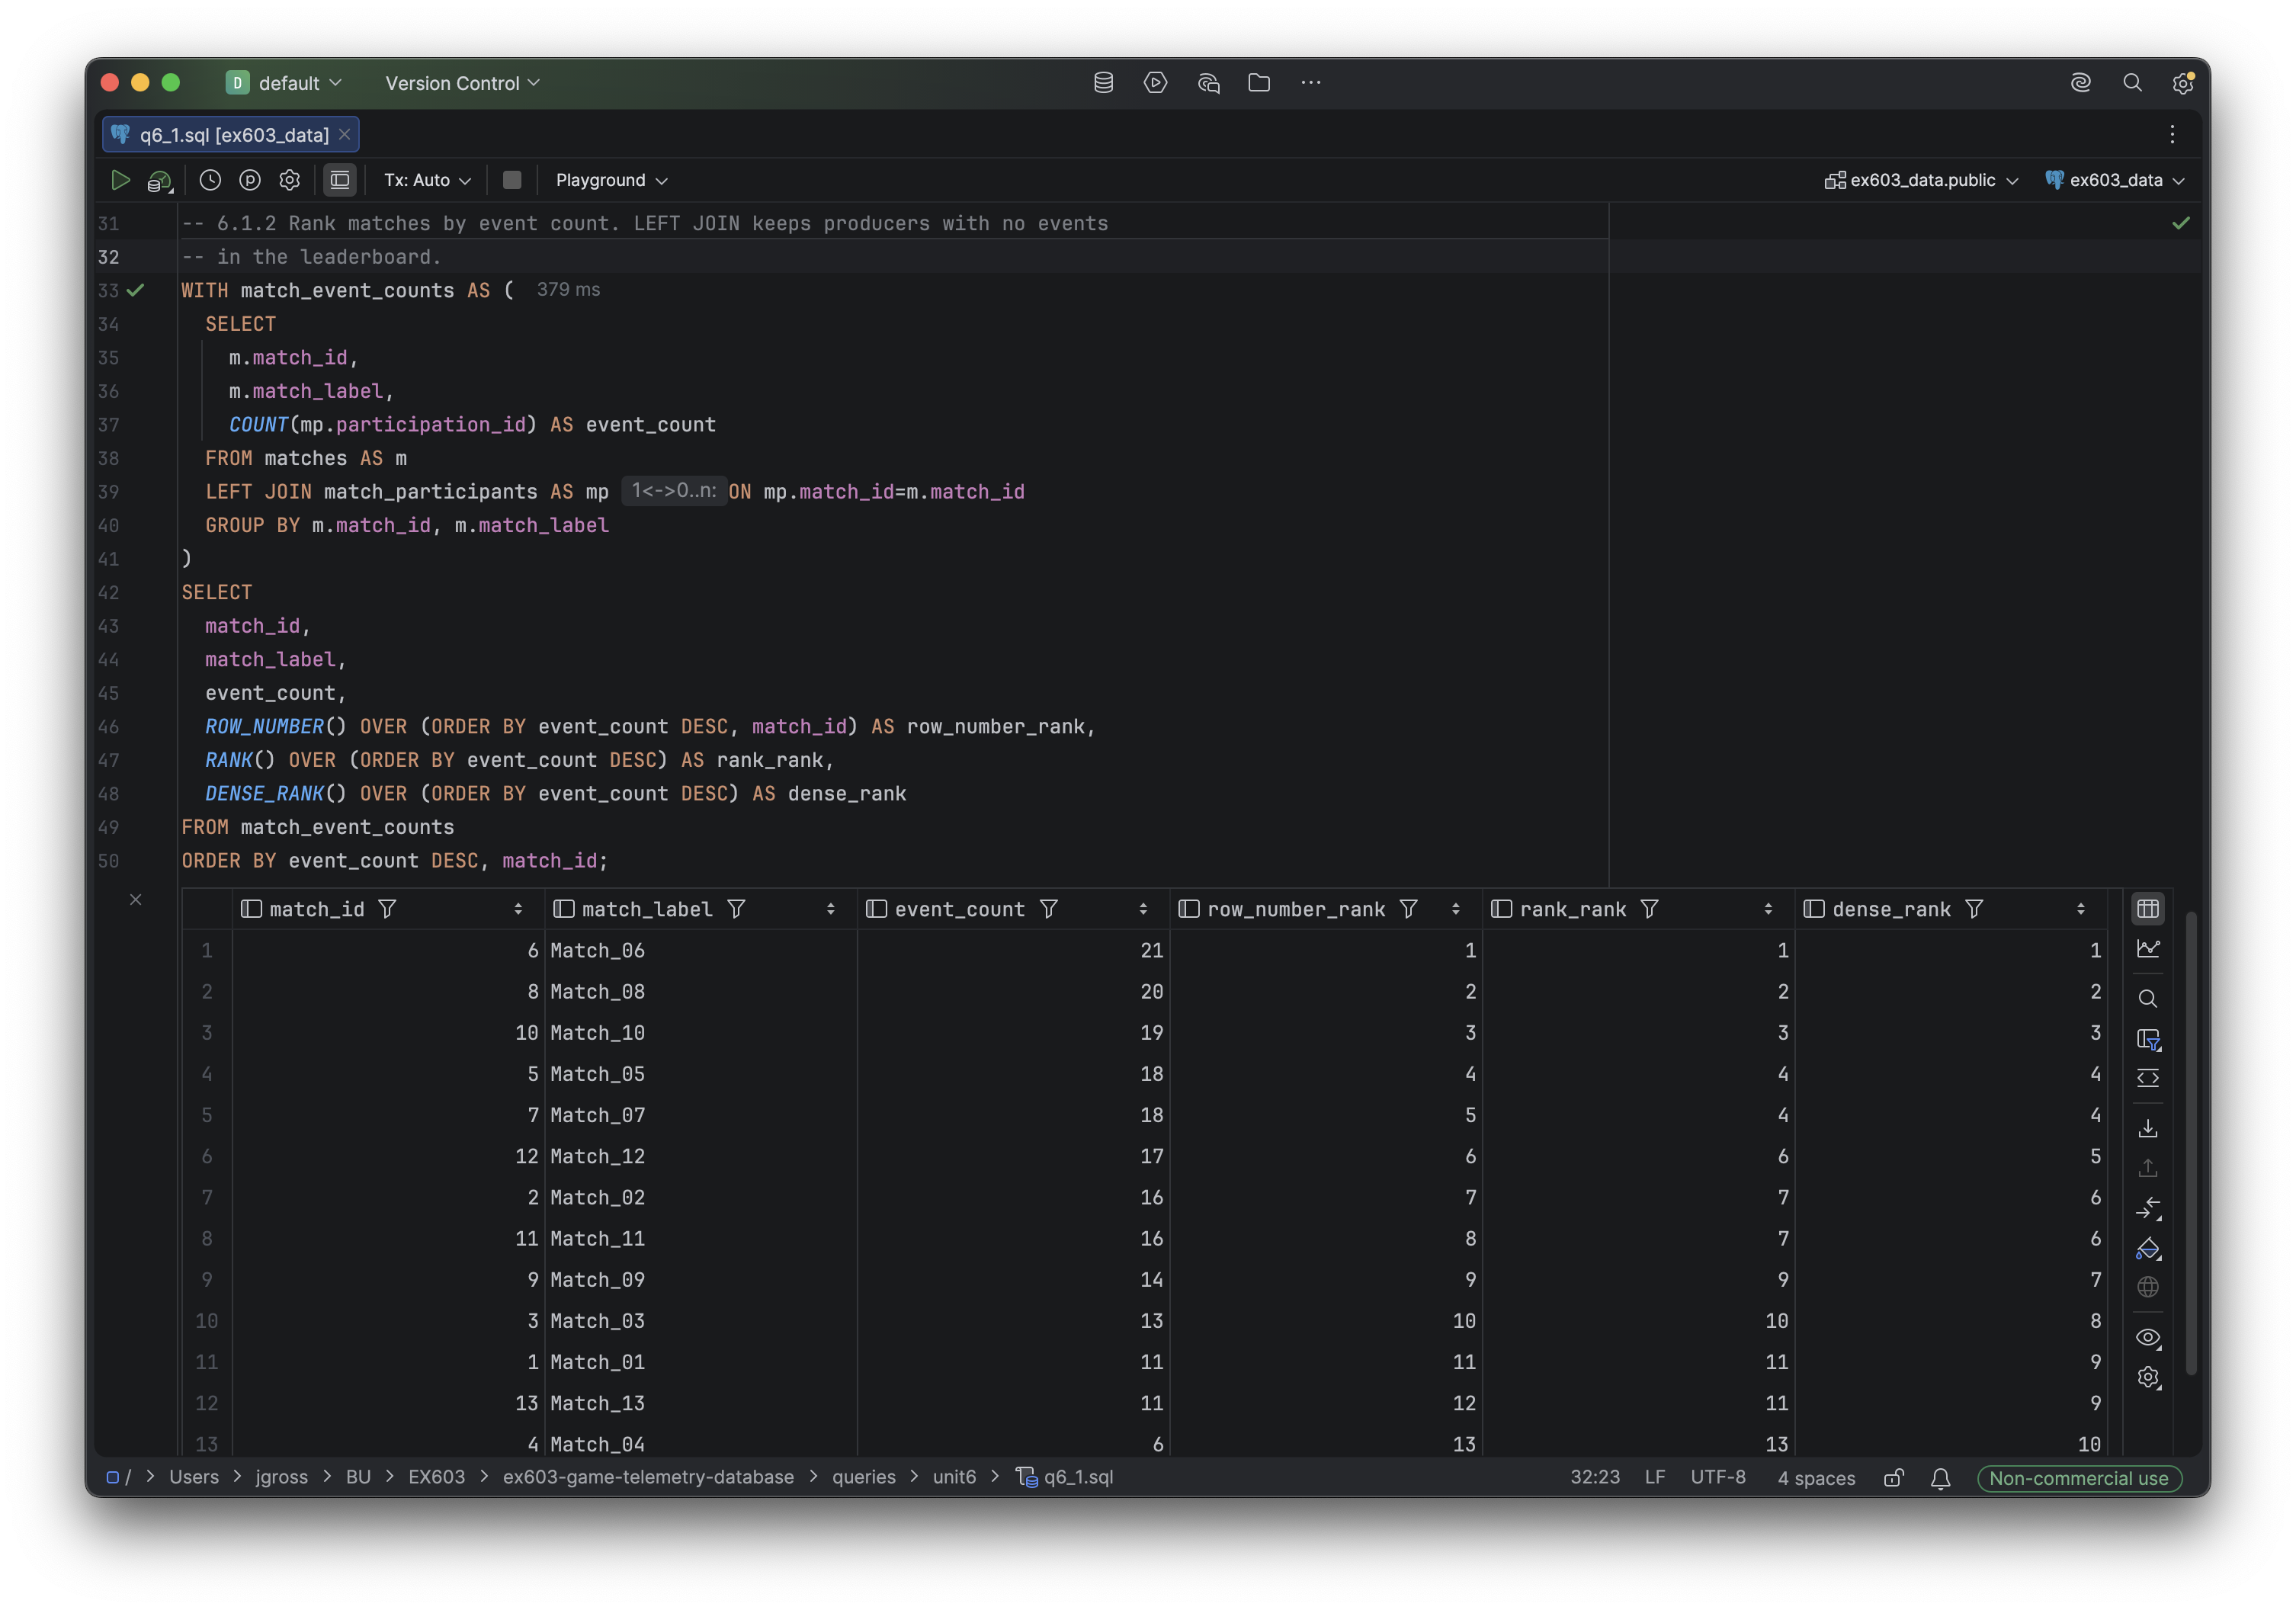 D default Version Control
q6_1.sql [ex603_data]
Tx: Auto Playground ex603_data.public ex603_data
31 -- 6.1.2 Rank matches by event count. LEFT JOIN keeps producers with no events
32 -- in the leaderboard.
33 WITH match_event_counts AS ( 379 ms
34 SELECT
35 m.match_id,
36 m.match_label,
37 COUNT(mp.participation_id) AS event_count
38 FROM matches AS m
39 LEFT JOIN match_participants AS mp 1<->0..n: ON mp.match_id=m.match_id
40 GROUP BY m.match_id, m.match_label
41 )
42 SELECT
43 match_id,
44 match_label,
45 event_count,
46 ROW_NUMBER() OVER (ORDER BY event_count DESC, match_id) AS row_number_rank,
47 RANK() OVER (ORDER BY event_count DESC) AS rank_rank,
48 DENSE_RANK() OVER (ORDER BY event_count DESC) AS dense_rank
49 FROM match_event_counts
50 ORDER BY event_count DESC, match_id;
match_id match_label event_count row_number_rank rank_rank dense_rank
1 6 Match_06 21 1 1 1
2 8 Match_08 20 2 2 2
3 10 Match_10 19 3 3 3
4 5 Match_05 18 4 4 4
5 7 Match_07 18 5 4 4
6 12 Match_12 17 6 6 5
7 2 Match_02 16 7 7 6
8 11 Match_11 16 8 7 6
9 9 Match_09 14 9 9 7
10 3 Match_03 13 10 10 8
11 1 Match_01 11 11 11 9
12 13 Match_13 11 12 11 9
13 4 Match_04 6 13 13 10
/ > Users > jgross > BU > EX603 > ex603-game-telemetry-database > queries > unit6 > q6_1.sql 32:23 LF UTF-8 4 spaces Non-commercial use